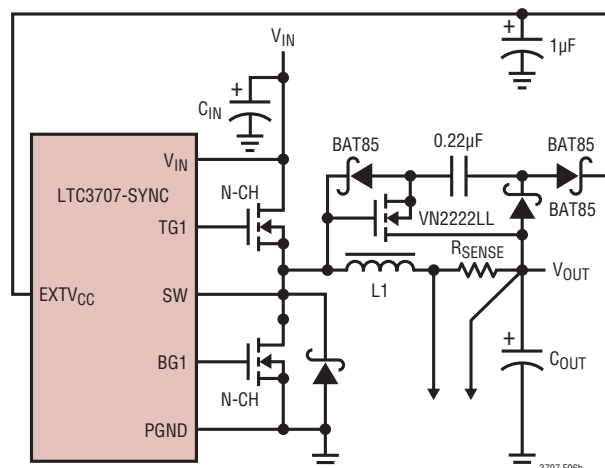 1µF
+
V_IN
+
C_IN
BAT85
0.22µF
BAT85
V_IN
LTC3707-SYNC
N-CH
VN2222LL
BAT85
TG1
R_SENSE
V_OUT
EXTV_CC
SW
L1
+
C_OUT
BG1
N-CH
PGND
3707 F06b